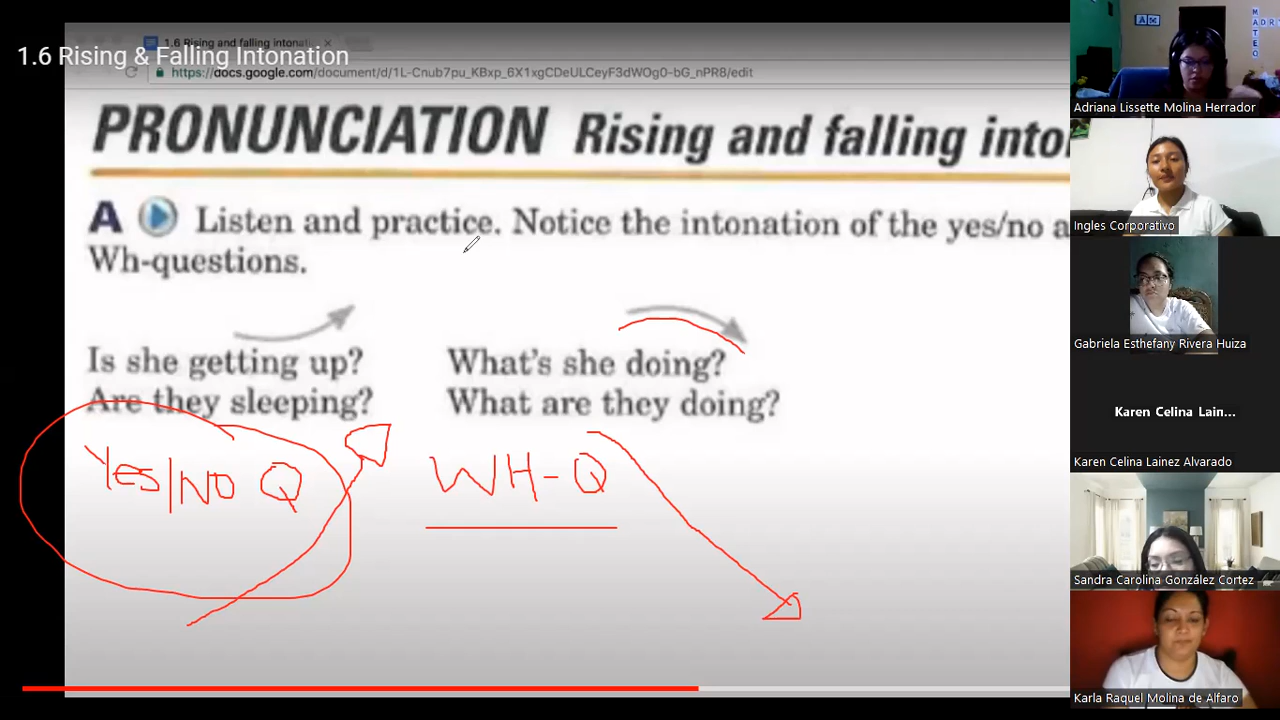 1.6 Rising and falling intonati
1.6 Rising & Falling Intonation
https://docs.google.com/document/d/1L-Cnub7pu_KBxp_6X1xgCDeULCeyF3dWOg0-bG_nPR8/edit
PRONUNCIATION Rising and falling into
A Listen and practice. Notice the intonation of the yes/no a
Wh-questions.
Is she getting up? What's she doing?
Are they sleeping? What are they doing?
YES/NO Q WH-Q
MATEO
ADR
Adriana Lissette Molina Herrador
Ingles Corporativo
Gabriela Esthefany Rivera Huiza
Karen Celina Lain...
Karen Celina Lainez Alvarado
Sandra Carolina González Cortez
Karla Raquel Molina de Alfaro